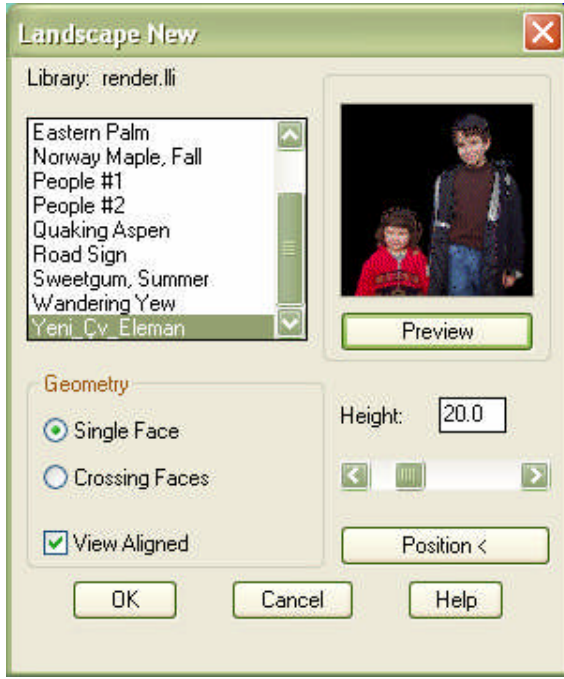 Landscape New
Library: render.lli
Eastern Palm
Norway Maple, Fall
People #1
People #2
Quaking Aspen
Road Sign
Sweetgum, Summer
Wandering Yew
Yeni_Çv_Eleman
Preview
Geometry
Single Face
Crossing Faces
View Aligned
Height: 20.0
Position <
OK Cancel Help